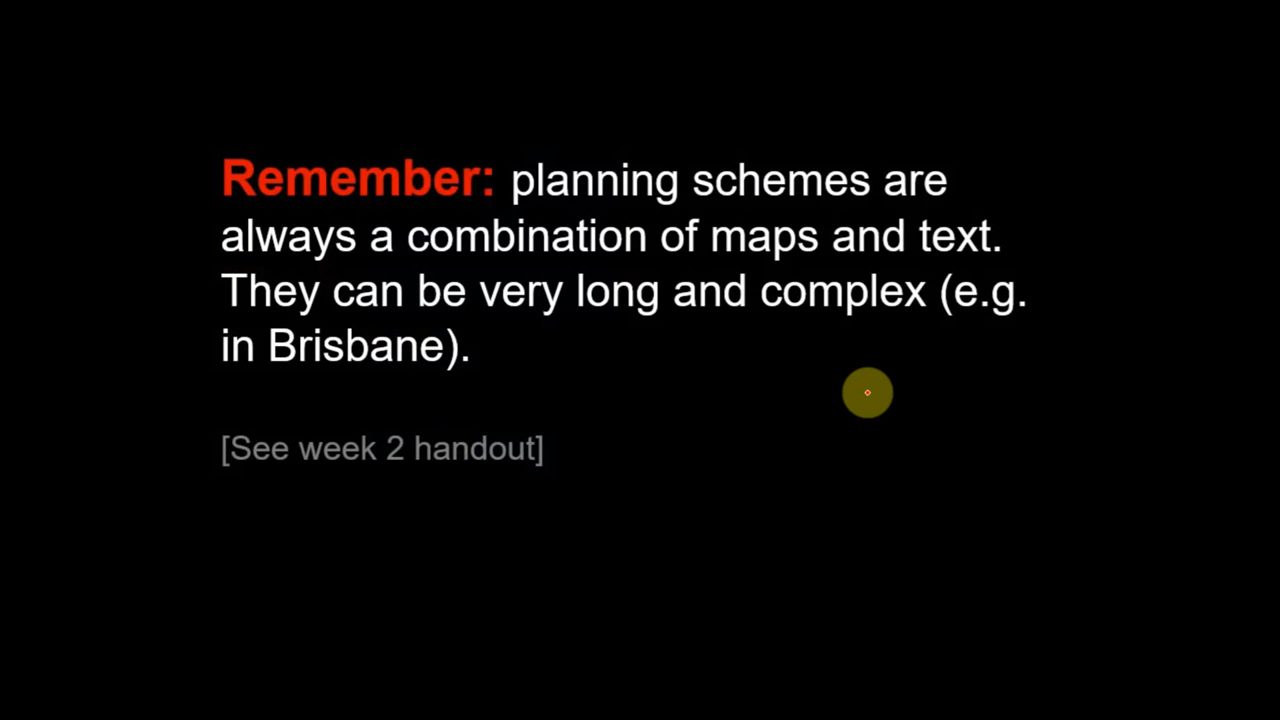 Remember: planning schemes are
always a combination of maps and text.
They can be very long and complex (e.g.
in Brisbane).
[See week 2 handout]